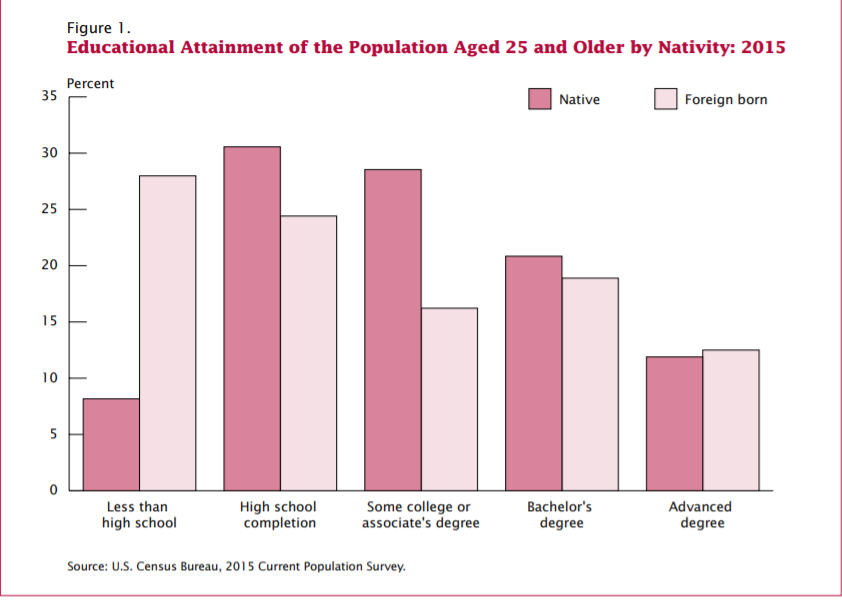 Figure 1.
Educational Attainment of the Population Aged 25 and Older by Nativity: 2015
Percent
35
Native
Foreign born
30
25
20
15
10
5
0
Less than
high school
High school
completion
Some college or
associate's degree
Bachelor's
degree
Advanced
degree
Source: U.S. Census Bureau, 2015 Current Population Survey.